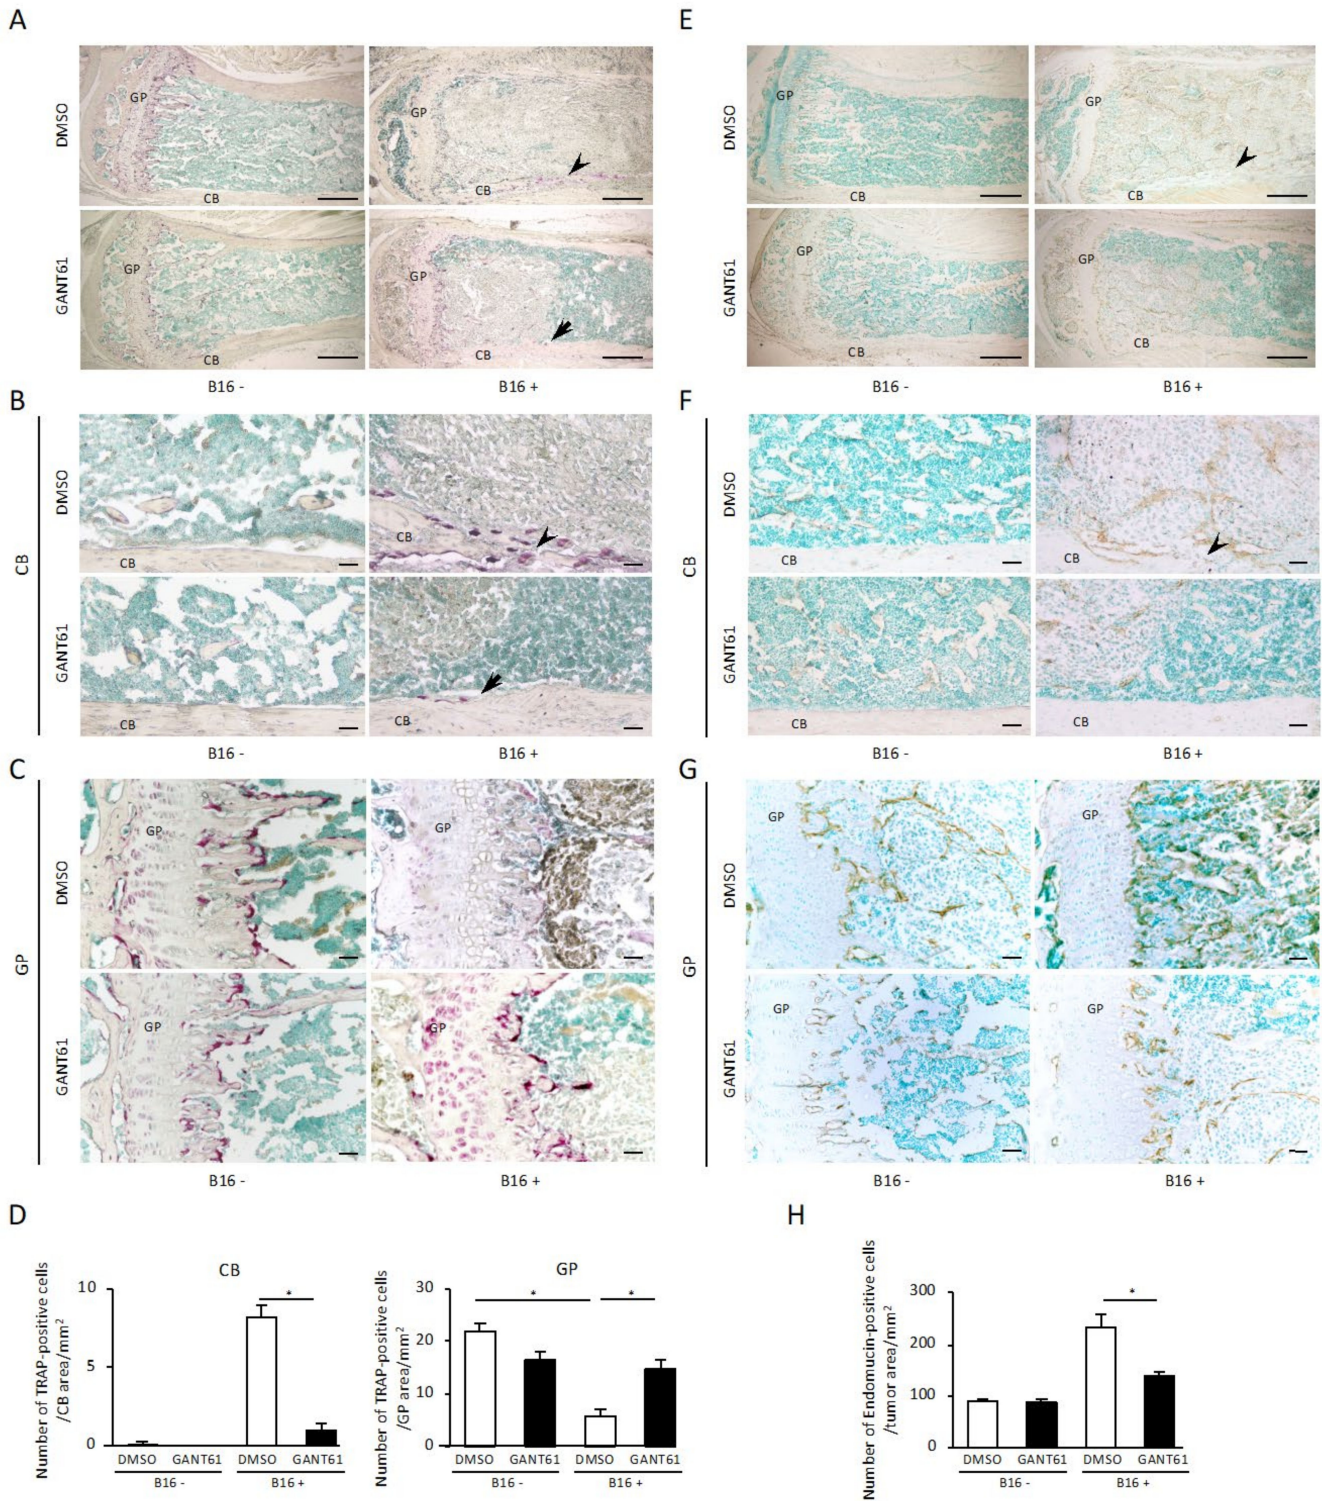 A
DMSO
GP
CB
GP
CB
GANT61
GP
CB
GP
CB
B16 -
B16 +
B
CB
DMSO
CB
CB
GANT61
CB
CB
B16 -
B16 +
C
GP
DMSO
GP
GP
GANT61
GP
GP
B16 -
B16 +
D
CB
Number of TRAP-positive cells
/CB area/mm²
10
5
0
*
DMSO GANT61 DMSO GANT61
B16 - B16 +
GP
Number of TRAP-positive cells
/GP area/mm²
30
20
10
0
* *
DMSO GANT61 DMSO GANT61
B16 - B16 +
E
DMSO
GP
CB
GP
CB
GANT61
GP
CB
GP
CB
B16 -
B16 +
F
CB
DMSO
CB
CB
GANT61
CB
CB
B16 -
B16 +
G
GP
DMSO
GP
GP
GANT61
GP
GP
B16 -
B16 +
H
Number of Endomucin-positive cells
/tumor area/mm²
300
200
100
0
*
DMSO GANT61 DMSO GANT61
B16 - B16 +